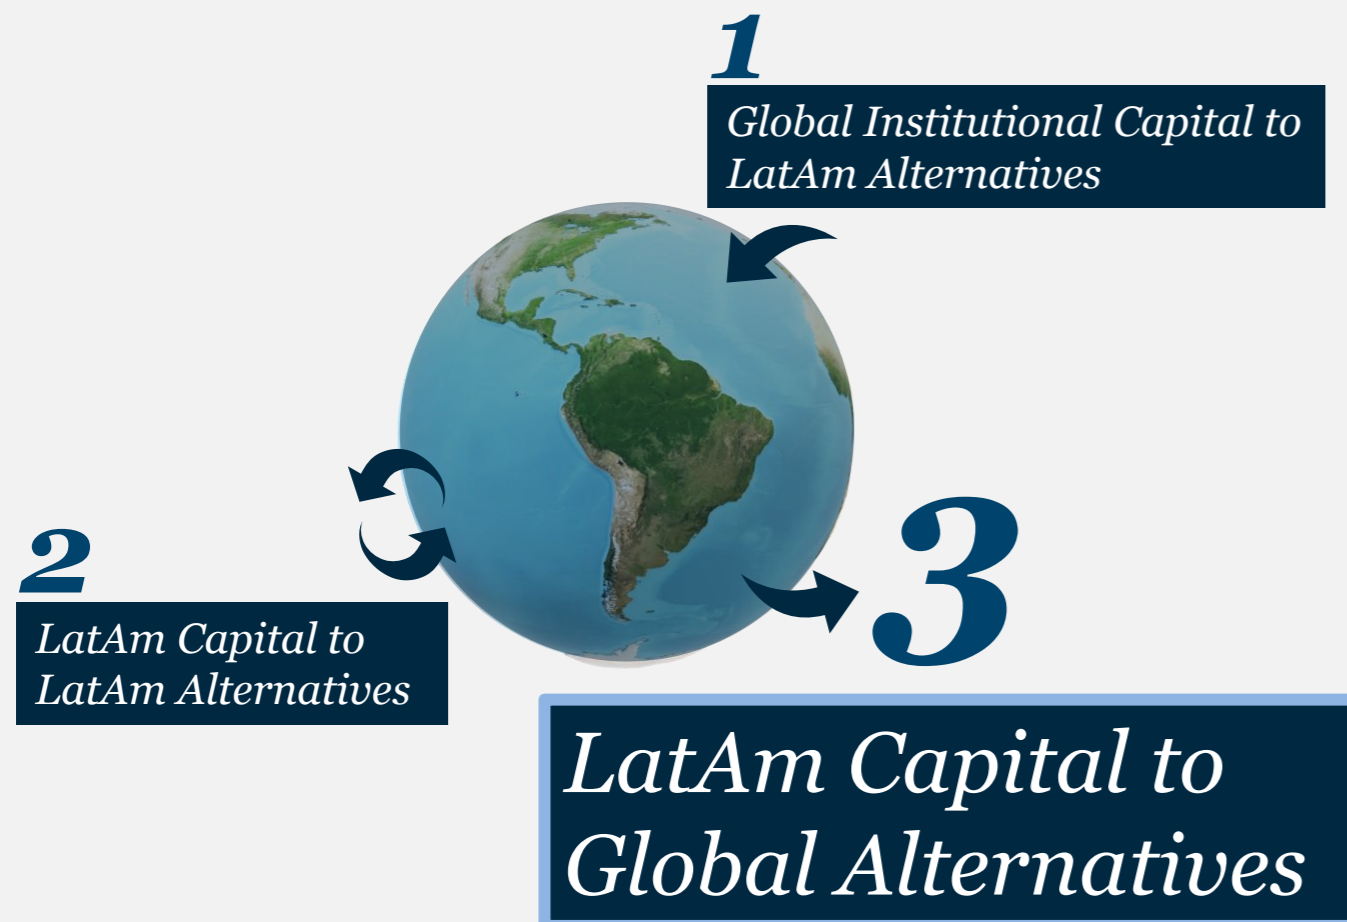 1
Global Institutional Capital to
LatAm Alternatives
2
LatAm Capital to
LatAm Alternatives
3
LatAm Capital to
Global Alternatives